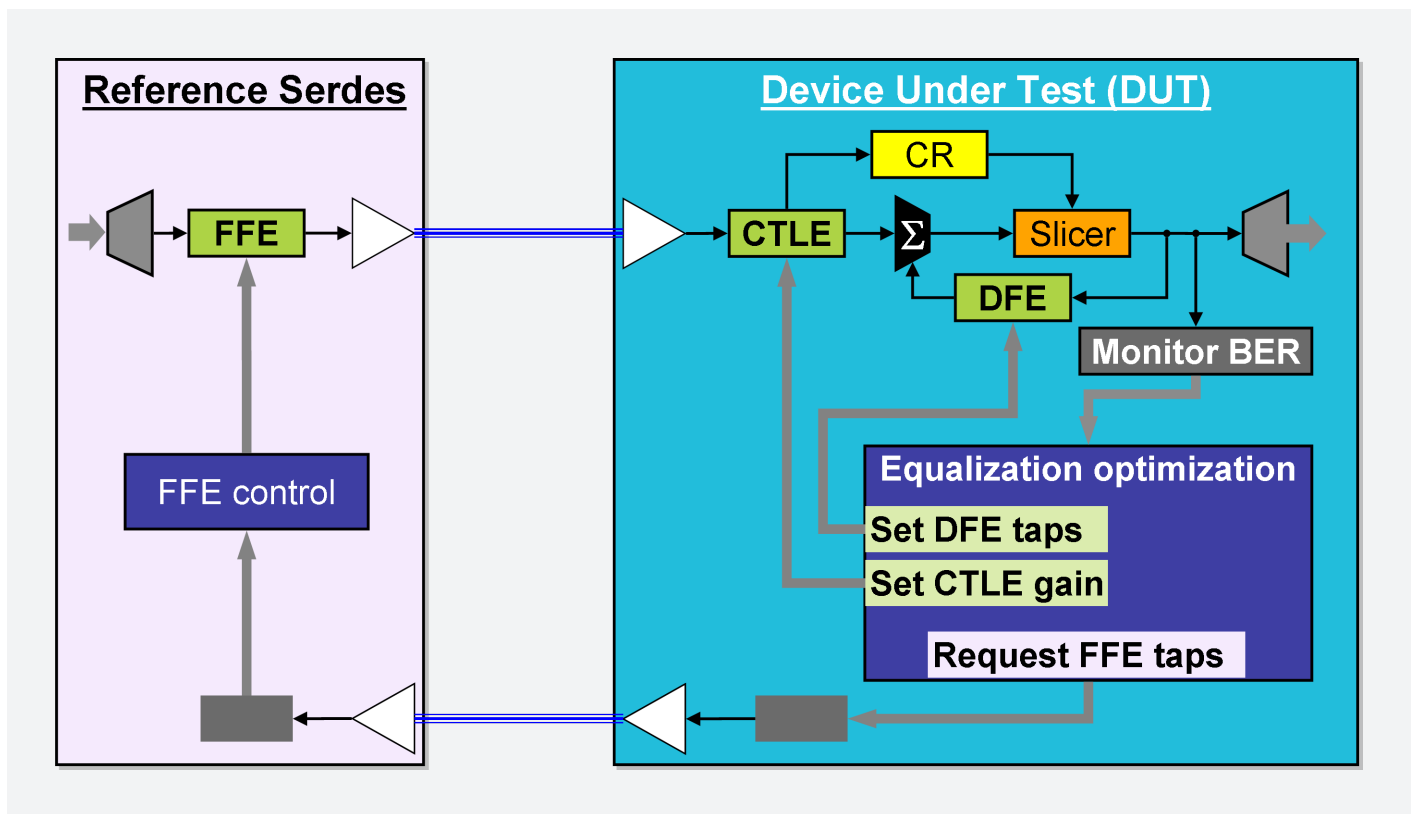 Reference Serdes
Device Under Test (DUT)
CR
FFE
CTLE
Σ
Slicer
DFE
Monitor BER
Equalization optimization
FFE control
Set DFE taps
Set CTLE gain
Request FFE taps